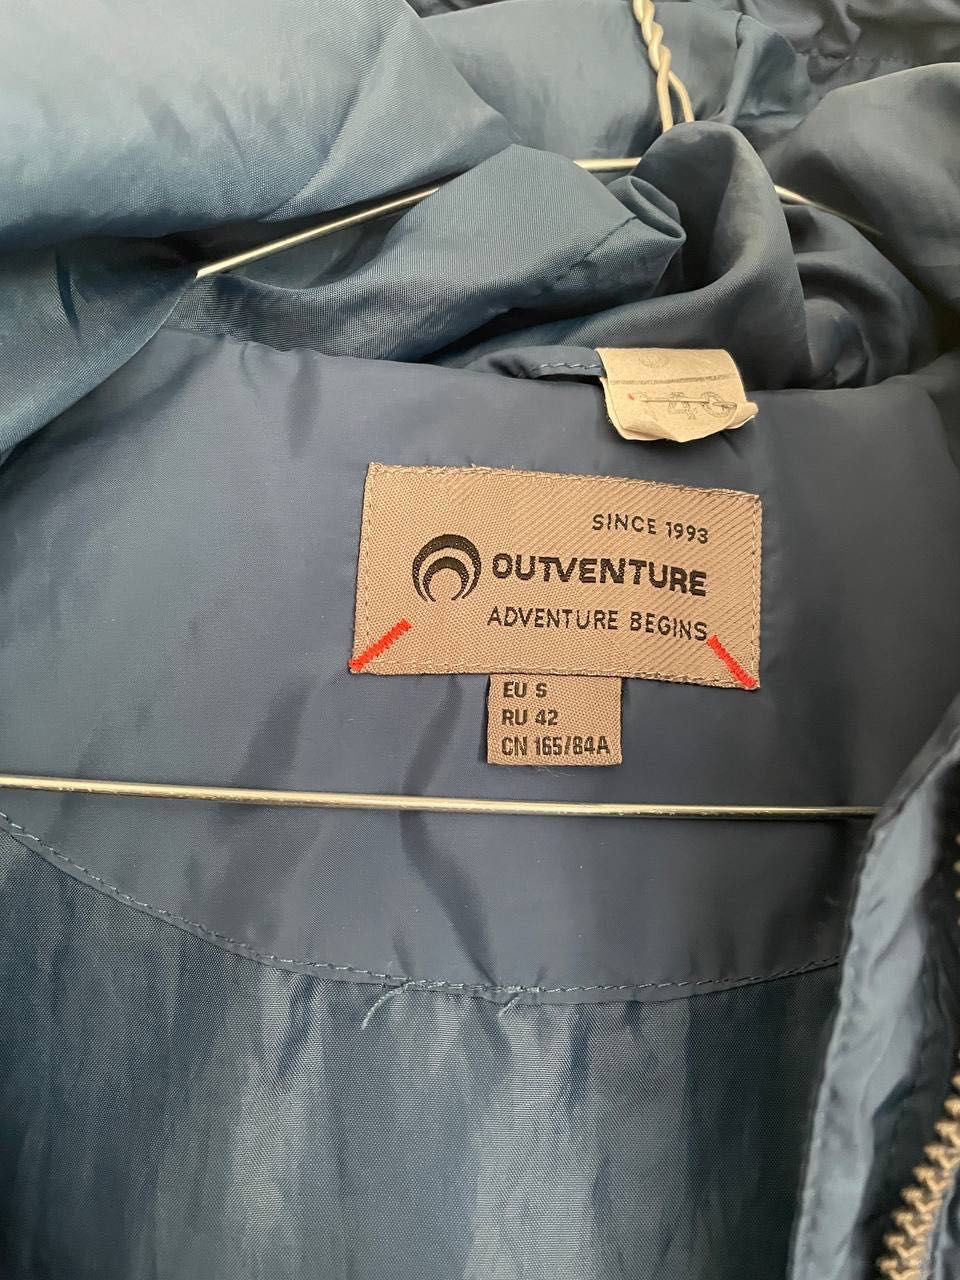 SINCE 1993
OUTVENTURE
ADVENTURE BEGINS
EU S
RU 42
CN 165/84A